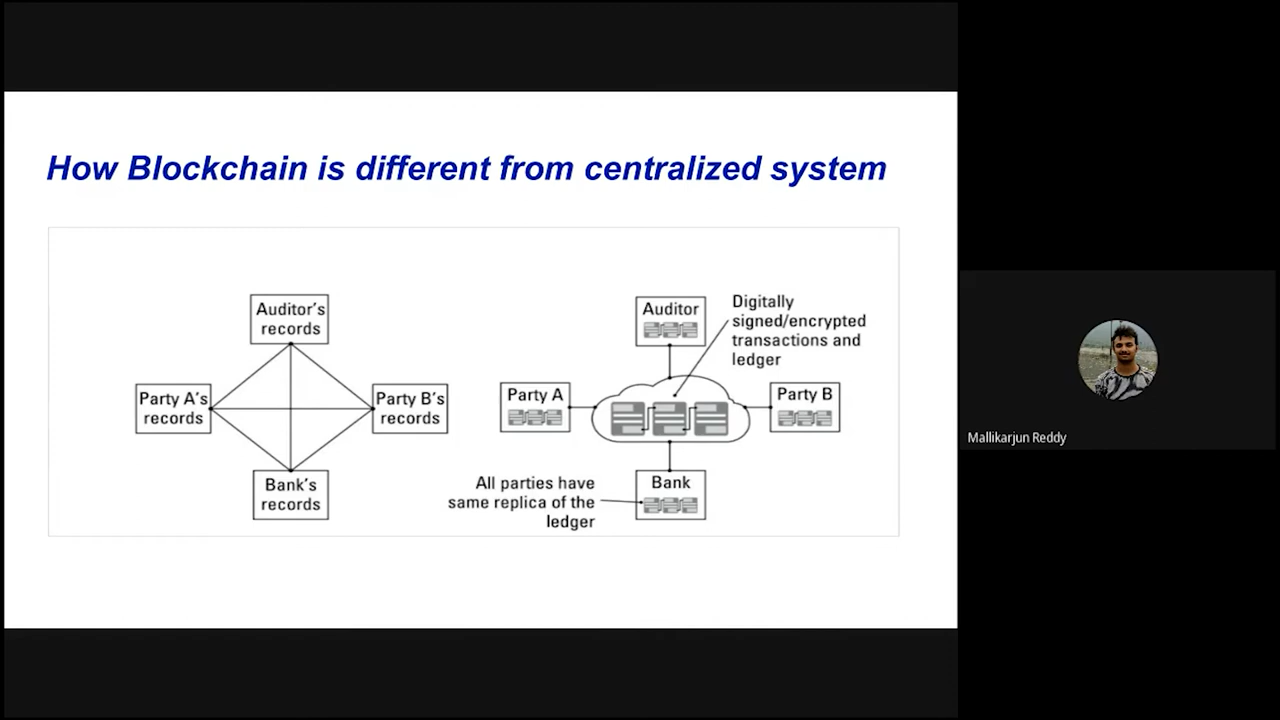 How Blockchain is different from centralized system
Auditor's
records
Party A's
records
Party B's
records
Bank's
records
Auditor
Digitally
signed/encrypted
transactions and
ledger
Party A
Party B
All parties have
same replica of the
ledger
Bank
Mallikarjun Reddy